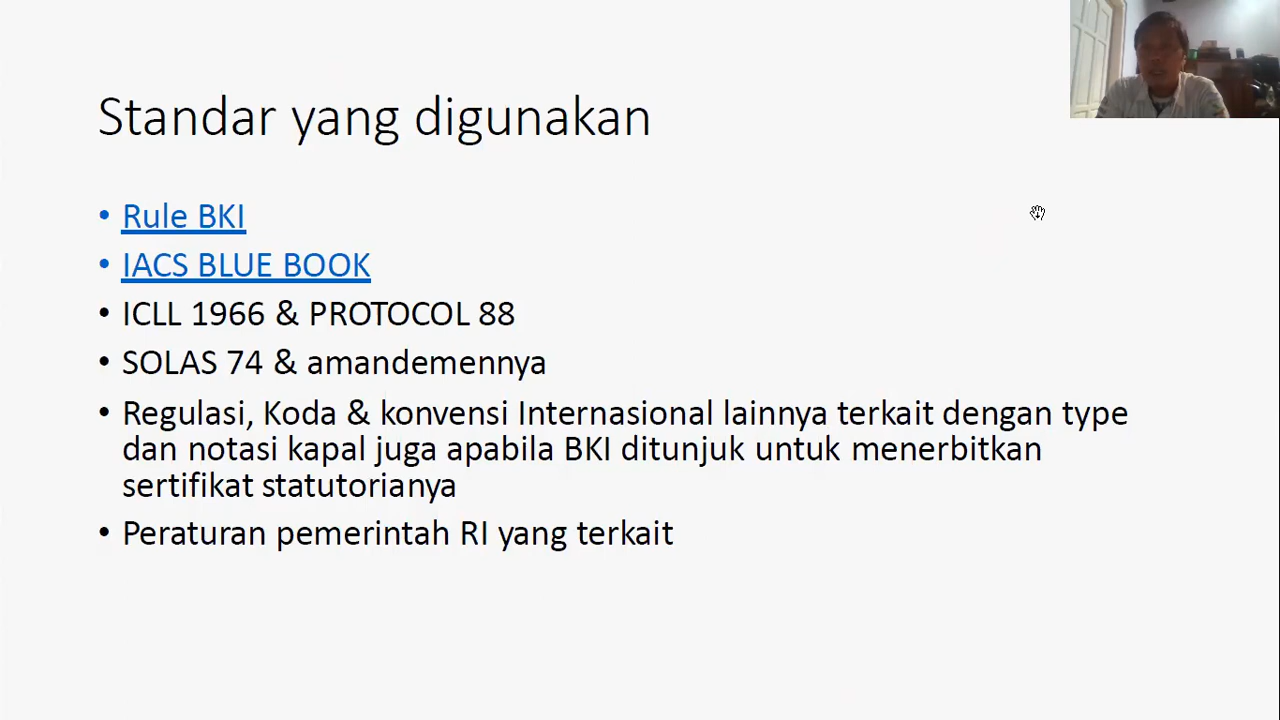 Standar yang digunakan
• Rule BKI
• IACS BLUE BOOK
• ICLL 1966 & PROTOCOL 88
• SOLAS 74 & amandemennya
• Regulasi, Koda & konvensi Internasional lainnya terkait dengan type
dan notasi kapal juga apabila BKI ditunjuk untuk menerbitkan
sertifikat statutorianya
• Peraturan pemerintah RI yang terkait